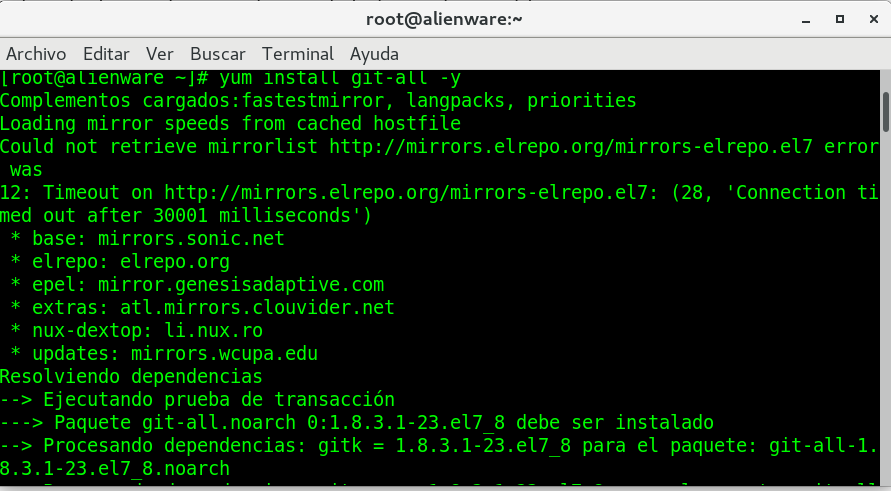 root@alienware:~
Archivo Editar Ver Buscar Terminal Ayuda
[root@alienware ~]# yum install git-all -y
Complementos cargados:fastestmirror, langpacks, priorities
Loading mirror speeds from cached hostfile
Could not retrieve mirrorlist http://mirrors.elrepo.org/mirrors-elrepo.el7 error
 was
12: Timeout on http://mirrors.elrepo.org/mirrors-elrepo.el7: (28, 'Connection ti
med out after 30001 milliseconds')
 * base: mirrors.sonic.net
 * elrepo: elrepo.org
 * epel: mirror.genesisadaptive.com
 * extras: atl.mirrors.clouvider.net
 * nux-dextop: li.nux.ro
 * updates: mirrors.wcupa.edu
Resolviendo dependencias
--> Ejecutando prueba de transacción
---> Paquete git-all.noarch 0:1.8.3.1-23.el7_8 debe ser instalado
--> Procesando dependencias: gitk = 1.8.3.1-23.el7_8 para el paquete: git-all-1.
8.3.1-23.el7_8.noarch